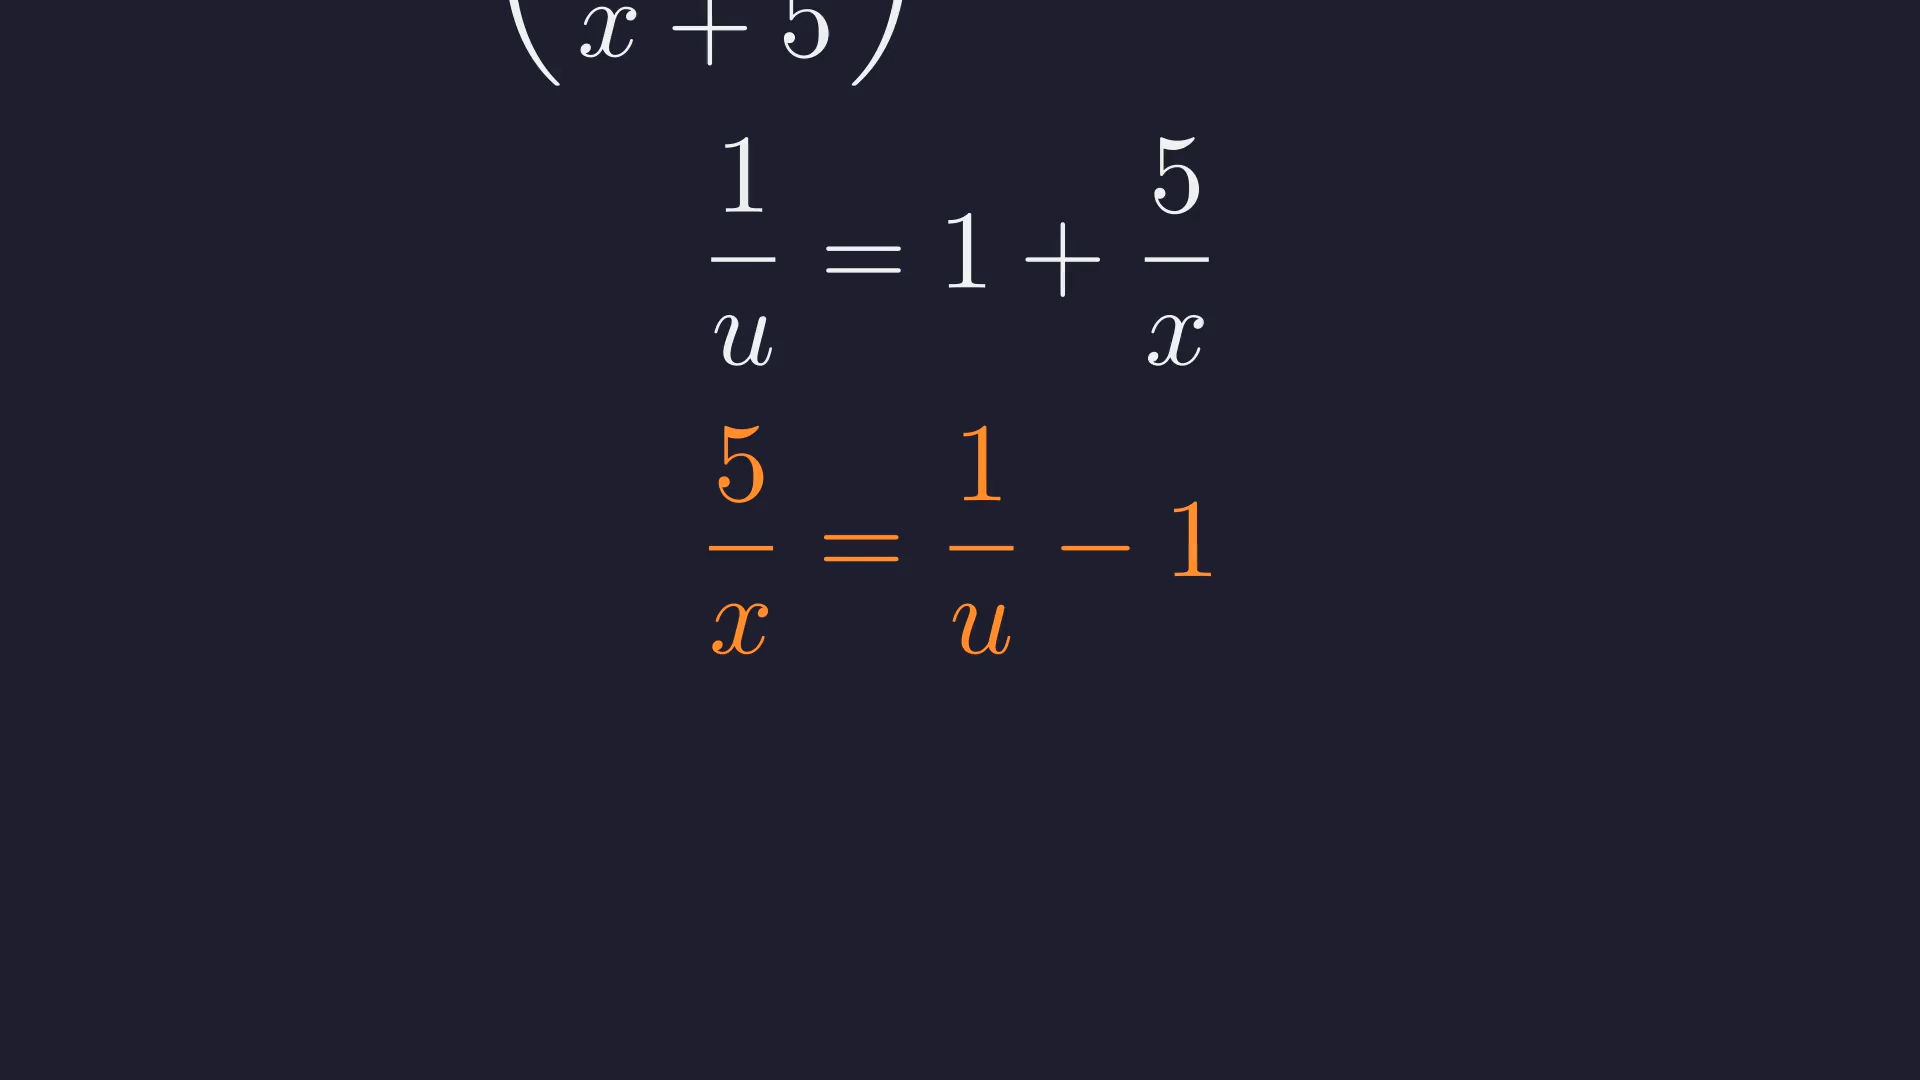 ( x + 5 )
1/u = 1 + 5/x
5/x = 1/u − 1